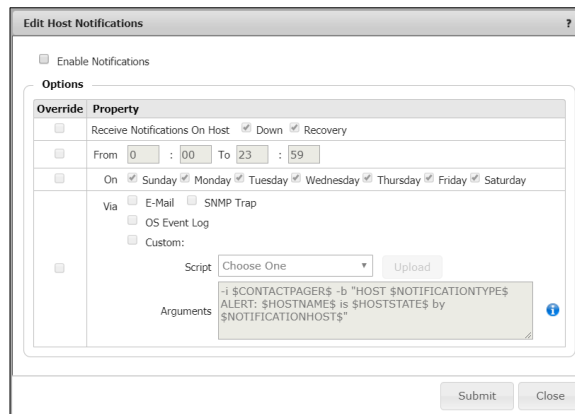 Edit Host Notifications ?
Enable Notifications
Options
Override Property
Receive Notifications On Host Down Recovery
From 0 : 00 To 23 : 59
On Sunday Monday Tuesday Wednesday Thursday Friday Saturday
Via E-Mail SNMP Trap
OS Event Log
Custom:
Script Choose One Upload
-i $CONTACTPAGER$ -b "HOST $NOTIFICATIONTYPE$
Arguments ALERT: $HOSTNAME$ is $HOSTSTATE$ by
$NOTIFICATIONHOST$"
Submit Close